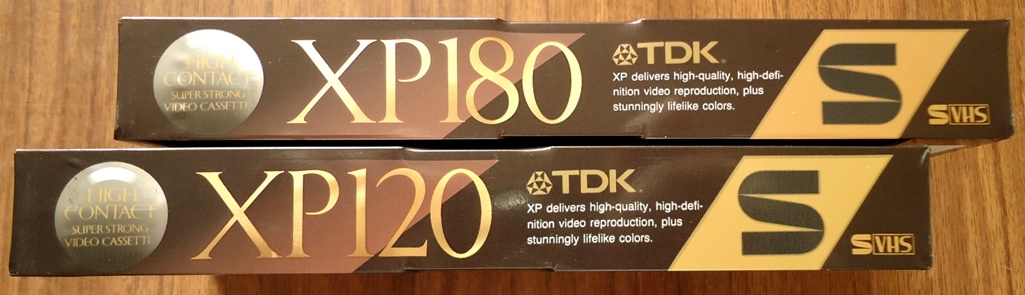 HIGH
CONTACT
SUPER STRONG
VIDEO CASSETTE
XP180
TDK.
XP delivers high-quality, high-defi-
nition video reproduction, plus
stunningly lifelike colors.
S
S VHS
HIGH
CONTACT
SUPER STRONG
VIDEO CASSETTE
XP120
TDK.
XP delivers high-quality, high-defi-
nition video reproduction, plus
stunningly lifelike colors.
S
S VHS